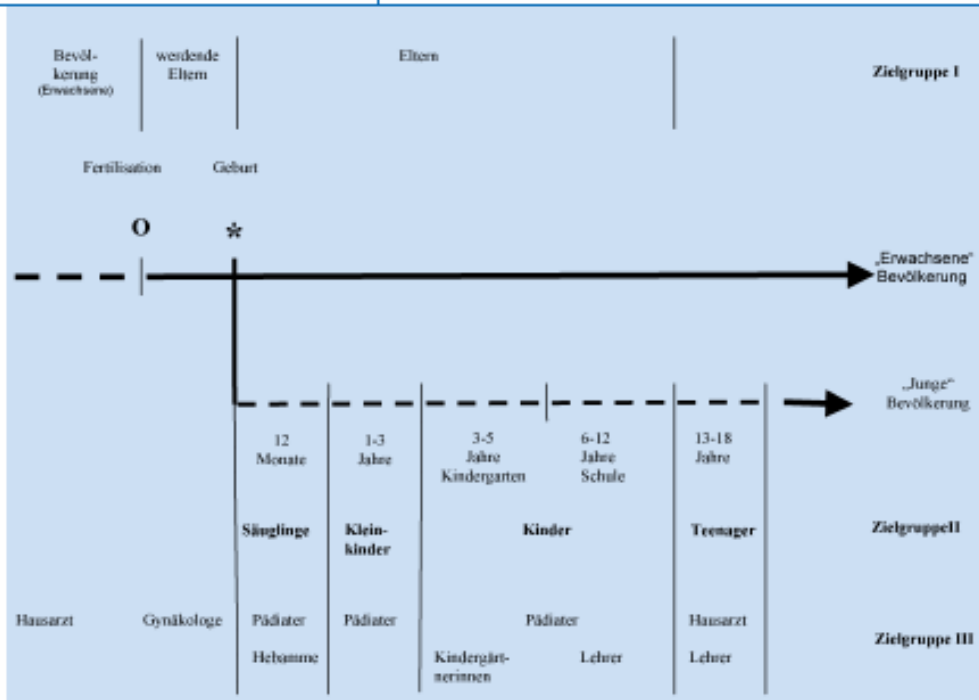 Bevöl-
kerung
(Erwachsene)
werdende
Eltern
Eltern
Zielgruppe I
Fertilisation
Geburt
O
*
„Erwachsene“
Bevölkerung
„Junge“
Bevölkerung
12
Monate
1-3
Jahre
3-5
Jahre
Kindergarten
6-12
Jahre
Schule
13-18
Jahre
Säuglinge
Klein-
kinder
Kinder
Teenager
ZielgruppeII
Hausarzt
Gynäkologe
Pädiater
Pädiater
Pädiater
Hausarzt
Zielgruppe III
Hebamme
Kindergärt-
nerinnen
Lehrer
Lehrer